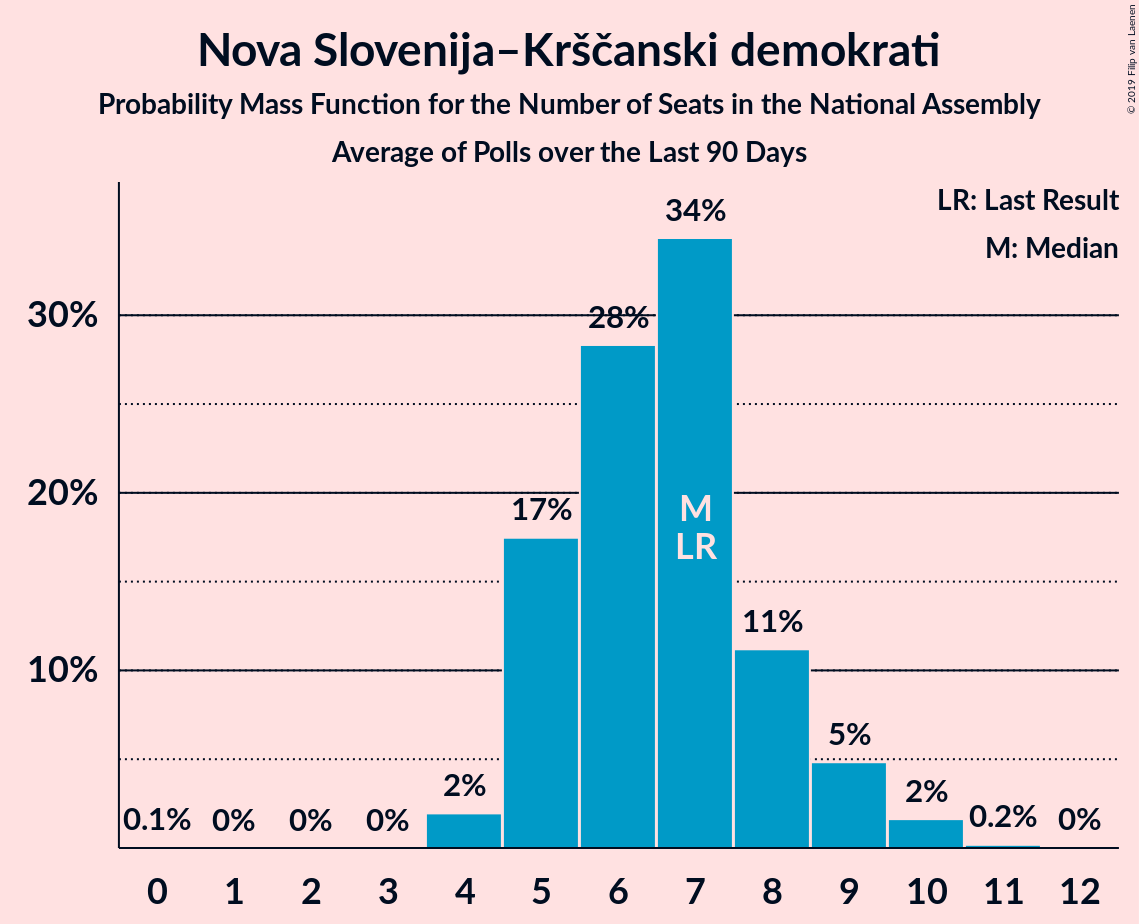 Nova Slovenija–Krščanski demokrati
Probability Mass Function for the Number of Seats in the National Assembly
Average of Polls over the Last 90 Days
© 2019 Filip van Laenen
LR: Last Result
M: Median
34%
30%
28%
20%
17%
M
LR
11%
10%
5%
2%
2%
0.1% 0% 0% 0%
0.2% 0%
0 1 2 3 4 5 6 7 8 9 10 11 12